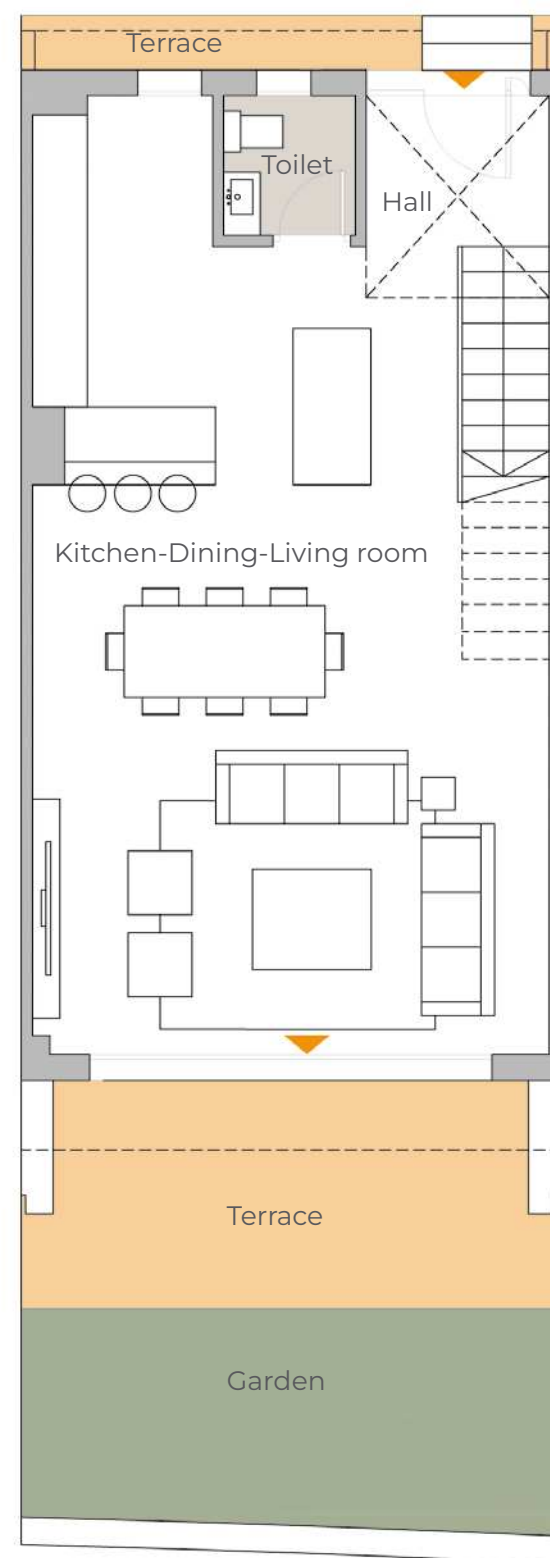 Terrace
Toilet
Hall
Kitchen-Dining-Living room
Terrace
Garden